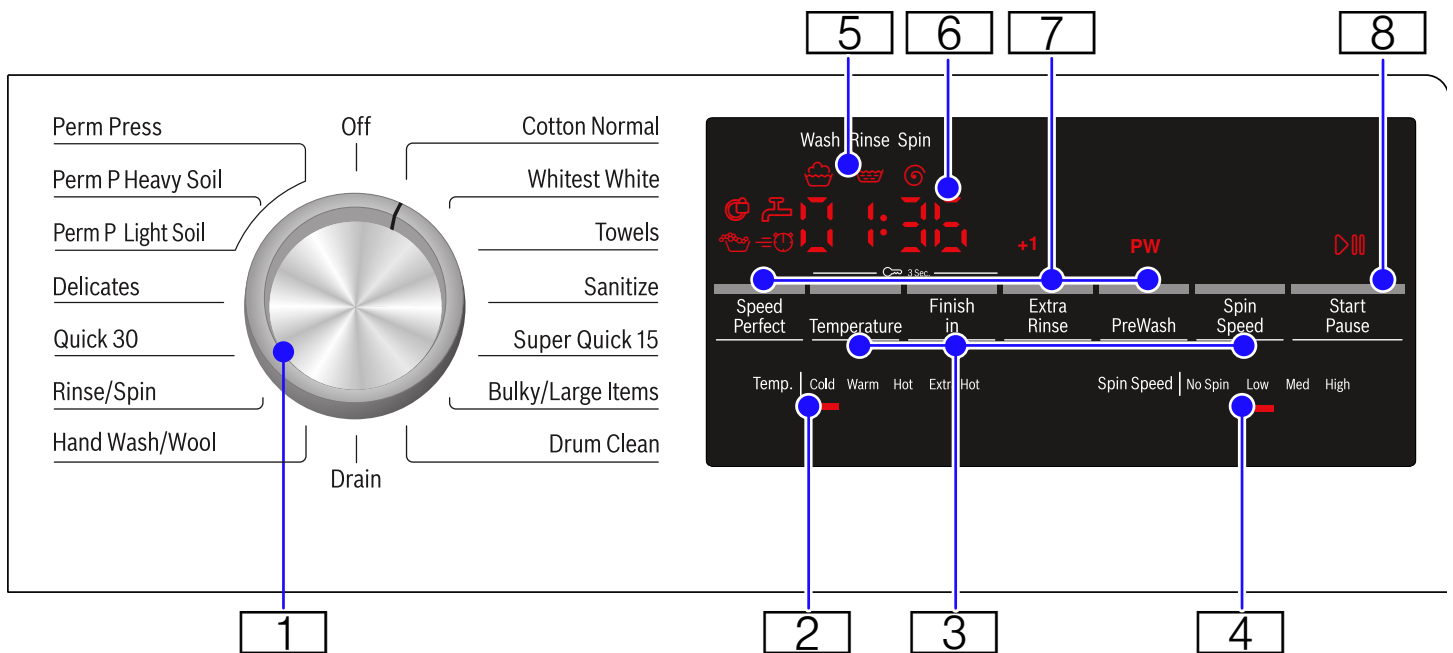 5 6 7 8
Perm Press
Off
Cotton Normal
Perm P Heavy Soil
Whitest White
Perm P Light Soil
Towels
Delicates
Sanitize
Quick 30
Super Quick 15
Rinse/Spin
Bulky/Large Items
Hand Wash/Wool
Drum Clean
Drain
Wash Rinse Spin
01:36
+1
PW
3 Sec.
Speed
Perfect
Temperature
Finish
in
Extra
Rinse
PreWash
Spin
Speed
Start
Pause
Temp. Cold Warm Hot Extra Hot
Spin Speed No Spin Low Med High
1 2 3 4